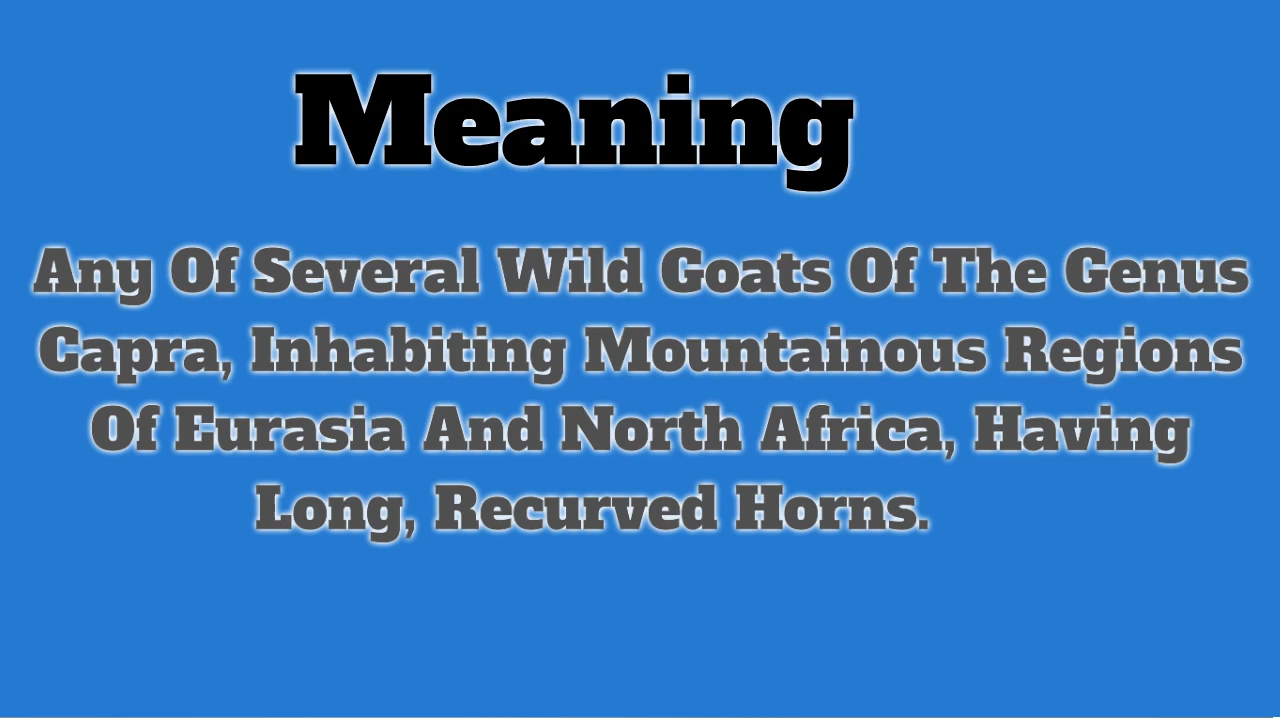 Meaning
Any Of Several Wild Goats Of The Genus
Capra, Inhabiting Mountainous Regions
Of Eurasia And North Africa, Having
Long, Recurved Horns.